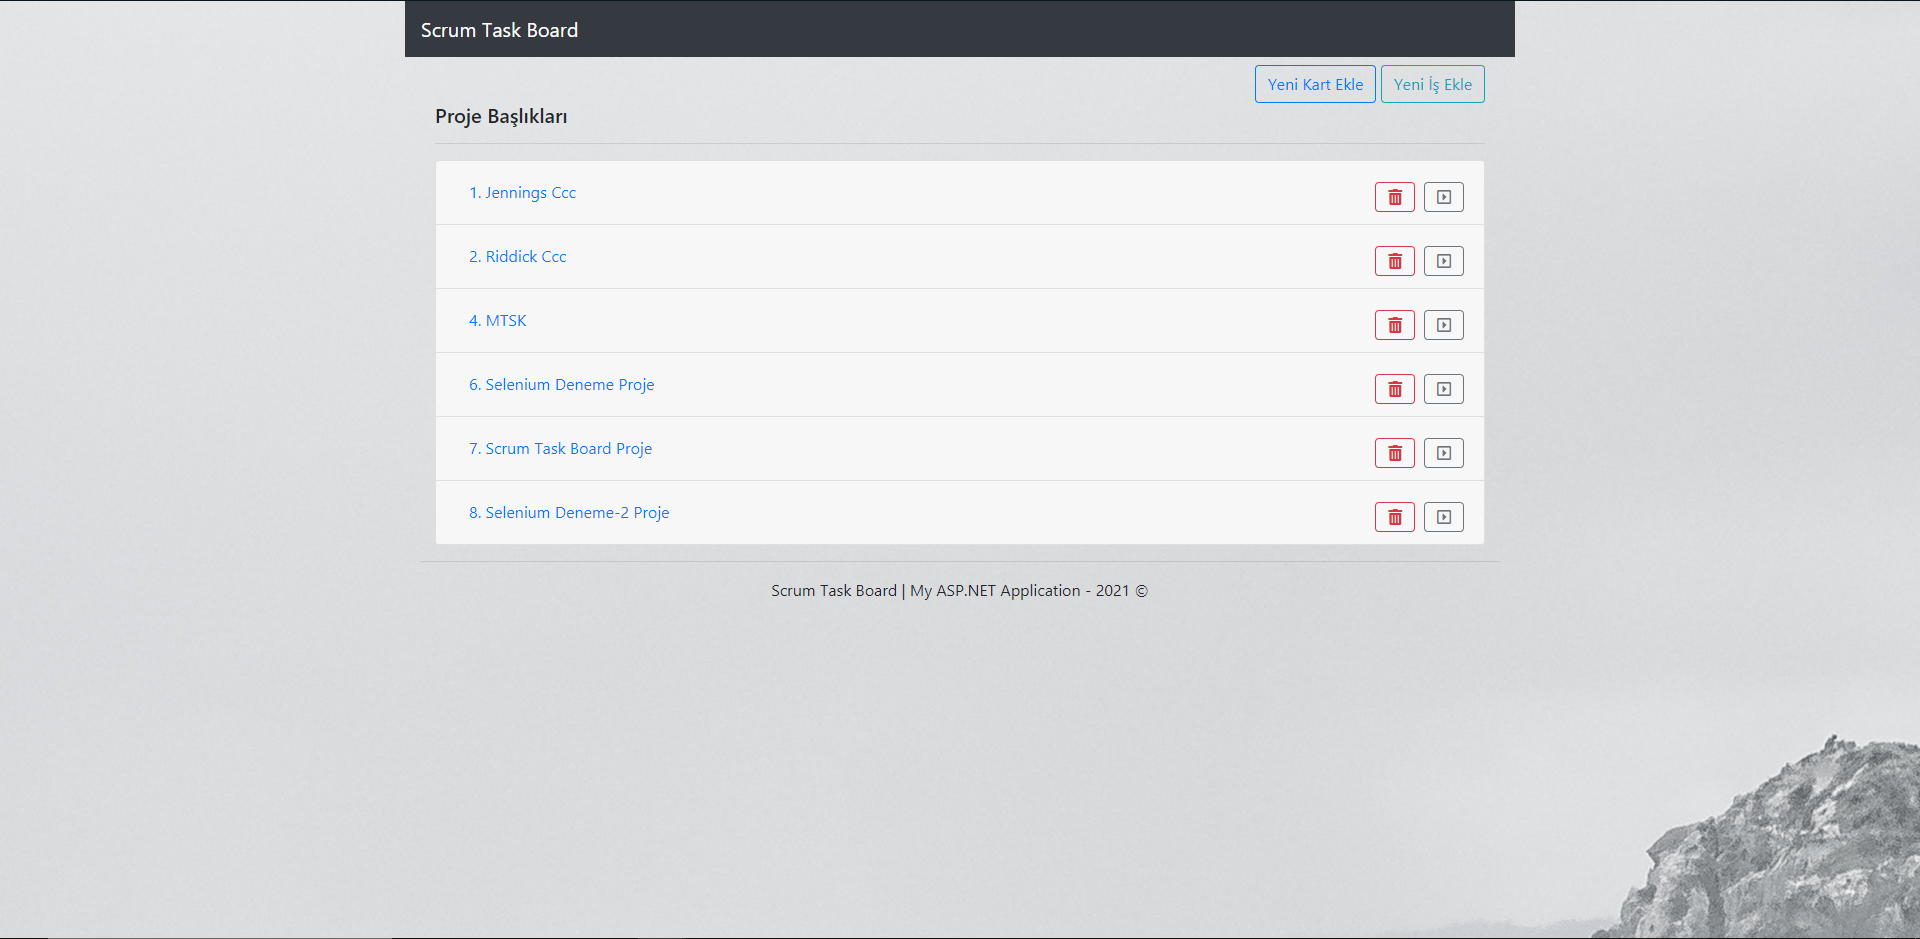 Scrum Task Board
Yeni Kart Ekle Yeni İş Ekle
Proje Başlıkları
1. Jennings Ccc
2. Riddick Ccc
4. MTSK
6. Selenium Deneme Proje
7. Scrum Task Board Proje
8. Selenium Deneme-2 Proje
Scrum Task Board | My ASP.NET Application - 2021 ©